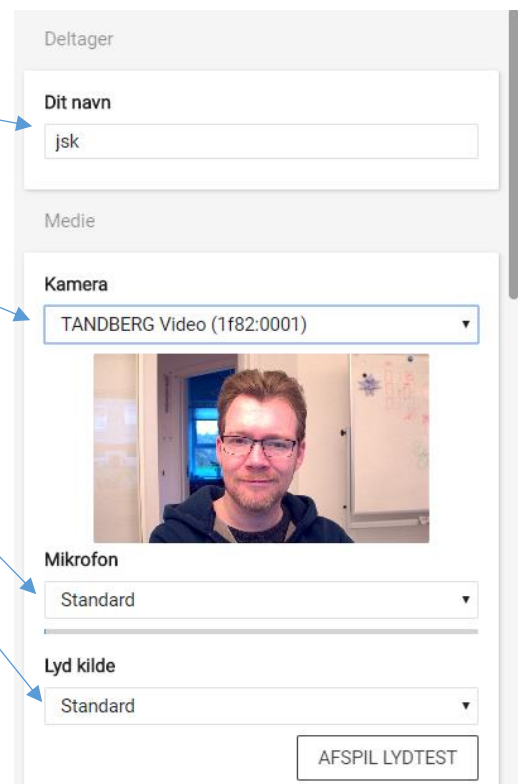 Deltager
Dit navn
jsk
Medie
Kamera
TANDBERG Video (1f82:0001)
Mikrofon
Standard
Lyd kilde
Standard
AFSPIL LYDTEST